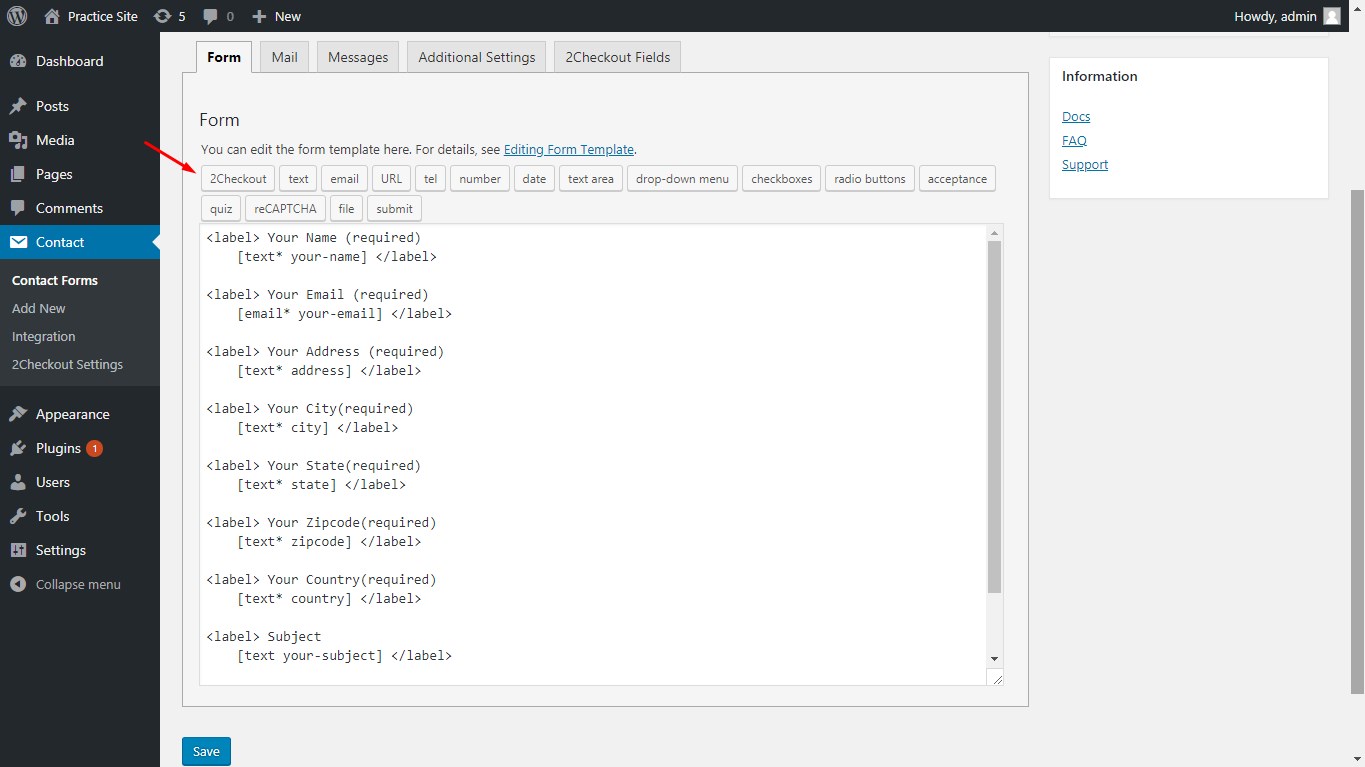 Practice Site 5 0 New Howdy, admin
Dashboard
Posts
Media
Pages
Comments
Contact
Contact Forms
Add New
Integration
2Checkout Settings
Appearance
Plugins 1
Users
Tools
Settings
Collapse menu
Form Mail Messages Additional Settings 2Checkout Fields
Form
You can edit the form template here. For details, see Editing Form Template.
2Checkout text email URL tel number date text area drop-down menu checkboxes radio buttons acceptance
quiz reCAPTCHA file submit
<label> Your Name (required)
[text* your-name] </label>
<label> Your Email (required)
[email* your-email] </label>
<label> Your Address (required)
[text* address] </label>
<label> Your City(required)
[text* city] </label>
<label> Your State(required)
[text* state] </label>
<label> Your Zipcode(required)
[text* zipcode] </label>
<label> Your Country(required)
[text* country] </label>
<label> Subject
[text your-subject] </label>
Save
Information
Docs
FAQ
Support